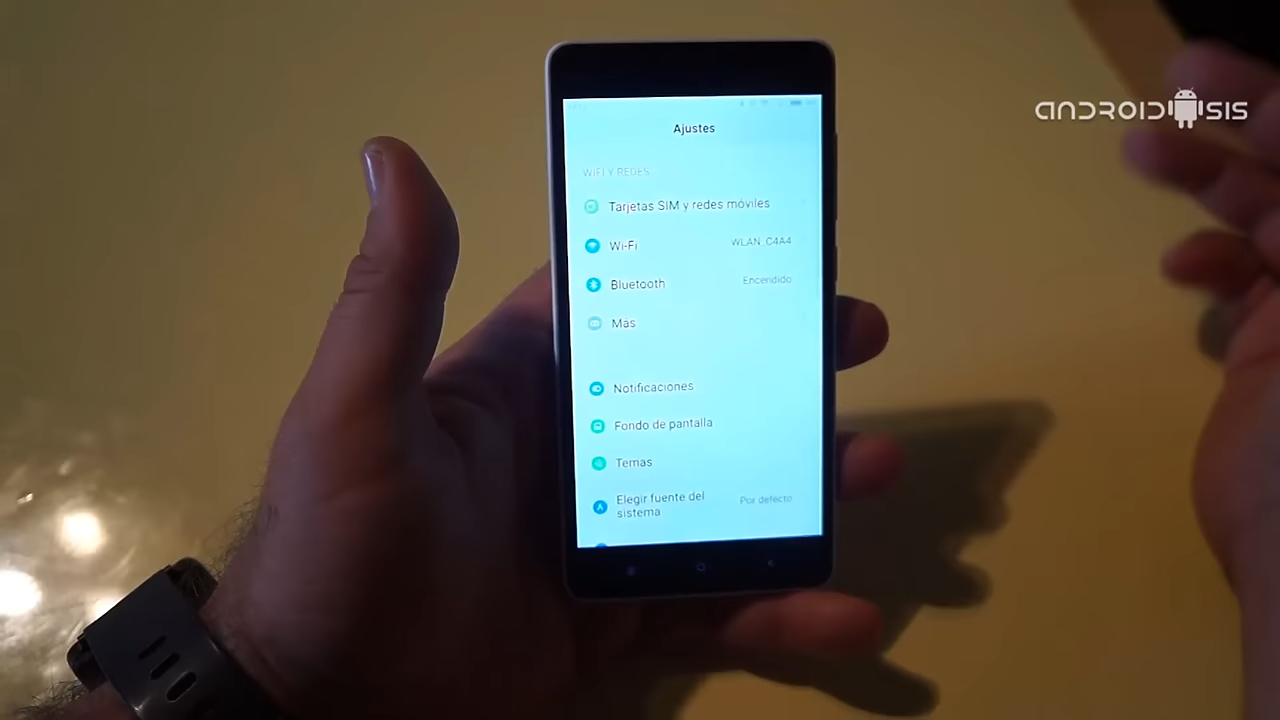 ANDROIDSIS
Ajustes
WIFI Y REDES
Tarjetas SIM y redes móviles
Wi-Fi WLAN_C4A4
Bluetooth Encendido
Más
Notificaciones
Fondo de pantalla
Temas
Elegir fuente del
sistema Por defecto